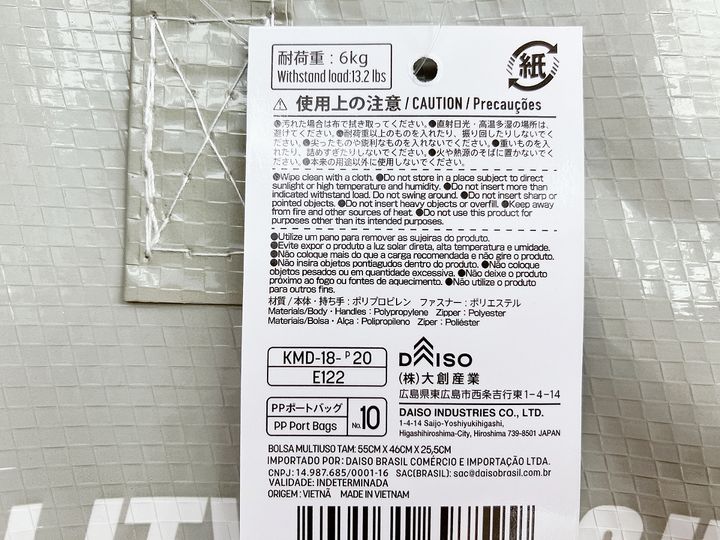 耐荷重：6kg
Withstand load:13.2 lbs
紙
⚠ 使用上の注意 / CAUTION / Precauções
●汚れた場合は布で拭き取ってください。●直射日光・高温多湿の場所は、
避けてください。●耐荷重以上のものを入れたり、振り回したりしないでく
ださい。●尖ったものや鋭利なものを入れないでください。●重いものを入
れたり、詰めすぎたりしないでください。●火や熱源のそばに置かないでく
ださい。●本来の用途以外に使用しないでください。
●Wipe clean with a cloth. ●Do not store in a place subject to direct
sunlight or high temperature and humidity. ●Do not insert more than
indicated withstand load. Do not swing around. ●Do not insert sharp or
pointed objects. ●Do not insert heavy objects or overfill. ●Keep away
from fire and other sources of heat. ●Do not use this product for
purposes other than its intended purposes.
●Utilize um pano para remover as sujeiras do produto.
●Evite expor o produto a luz solar direta, alta temperatura e umidade.
●Não coloque mais do que a carga recomendada e não gire o produto.
●Não insira objetos pontiagudos dentro do produto. ●Não coloque
objetos pesados ou em quantidade excessiva. ●Não deixe o produto
próximo ao fogo ou fontes de aquecimento. ●Não utilize o produto
para outros fins.
材質 / 本体・持ち手：ポリプロピレン ファスナー：ポリエステル
Materials/Body・Handles : Polypropylene Zipper : Polyester
Materiais/Bolsa・Alça : Polipropileno Zíper : Poliéster
KMD-18-P20
E122
PPポートバッグ
PP Port Bags
No.10
DAISO
(株)大創産業
広島県東広島市西条吉行東1-4-14
DAISO INDUSTRIES CO., LTD.
1-4-14 Saijo-Yoshiyukihigashi,
Higashihiroshima-City, Hiroshima 739-8501 JAPAN
BOLSA MULTIUSO TAM: 55CM X 46CM X 25,5CM
IMPORTADO POR: DAISO BRASIL COMÉRCIO E IMPORTAÇÃO LTDA.
CNPJ: 14.987.685/0001-16 SAC(BRASIL): sac@daisobrasil.com.br
VALIDADE: INDETERMINADA
ORIGEM : VIETNÃ MADE IN VIETNAM